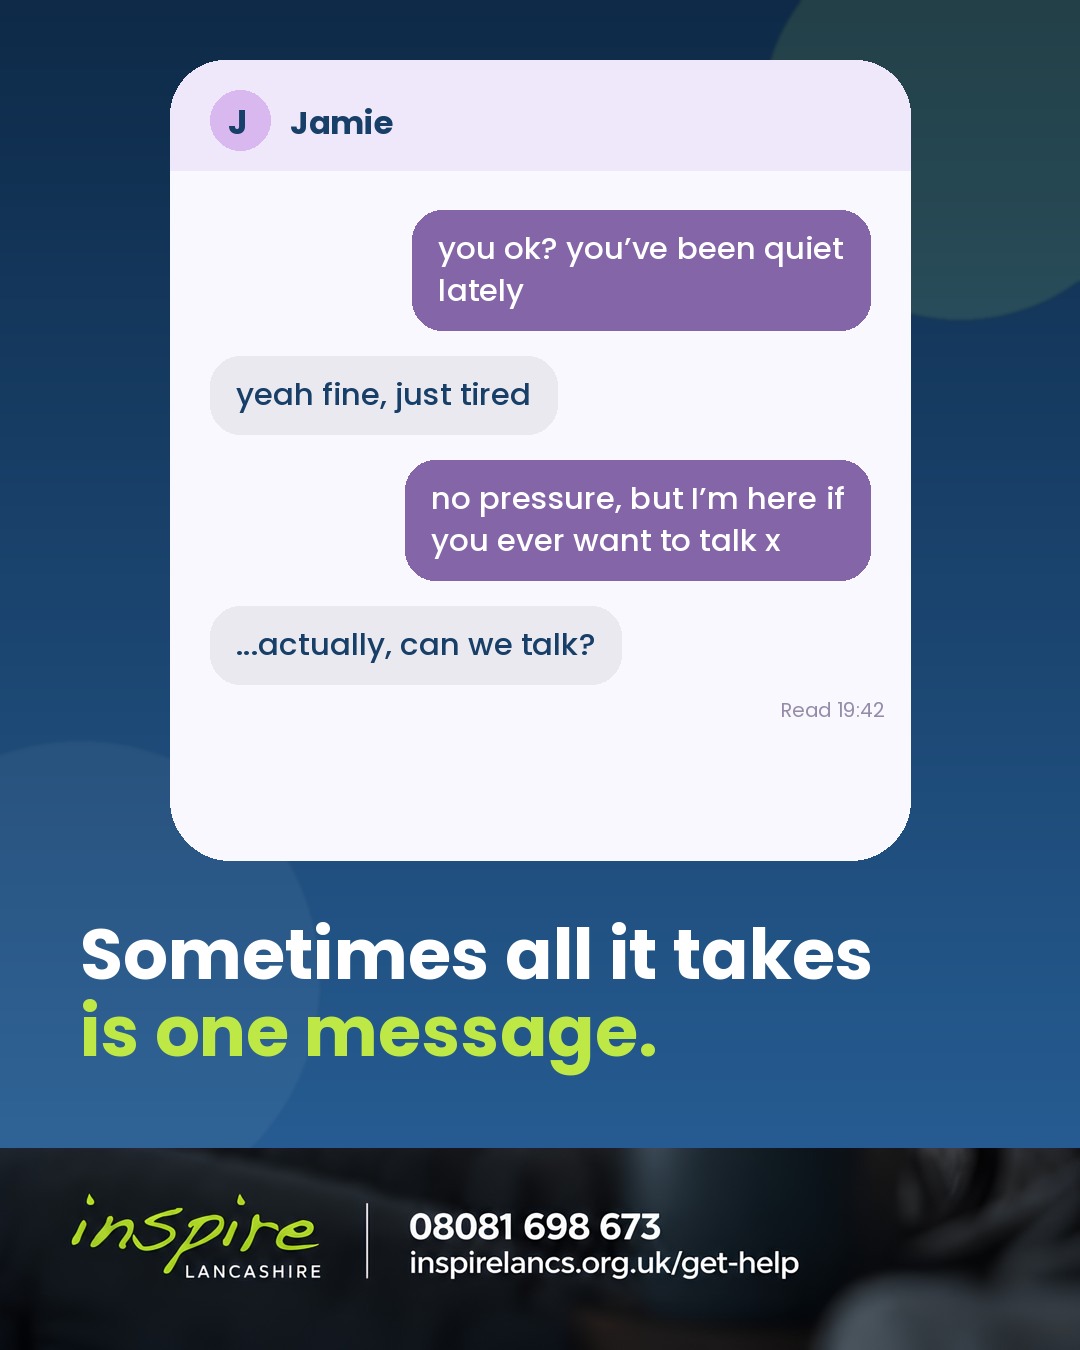 J
Jamie
you ok? you’ve been quiet
lately
yeah fine, just tired
no pressure, but I’m here if
you ever want to talk x
...actually, can we talk?
Read 19:42
Sometimes all it takes
is one message.
inspire
LANCASHIRE
08081 698 673
inspirelancs.org.uk/get-help